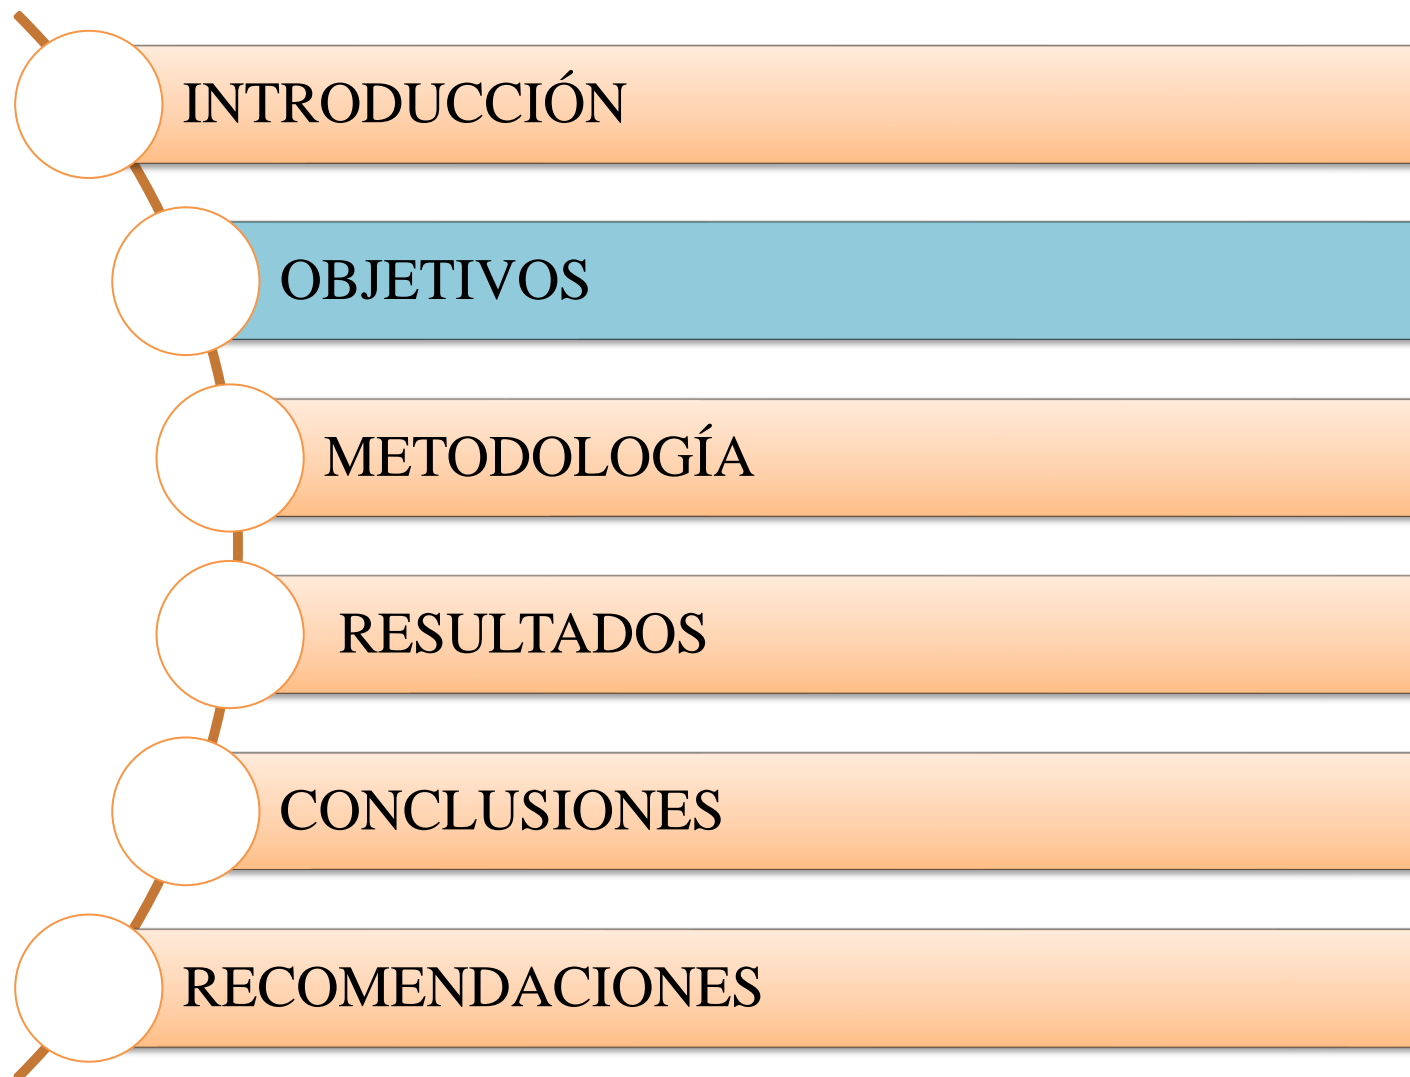 INTRODUCCIÓN
OBJETIVOS
METODOLOGÍA
RESULTADOS
CONCLUSIONES
RECOMENDACIONES